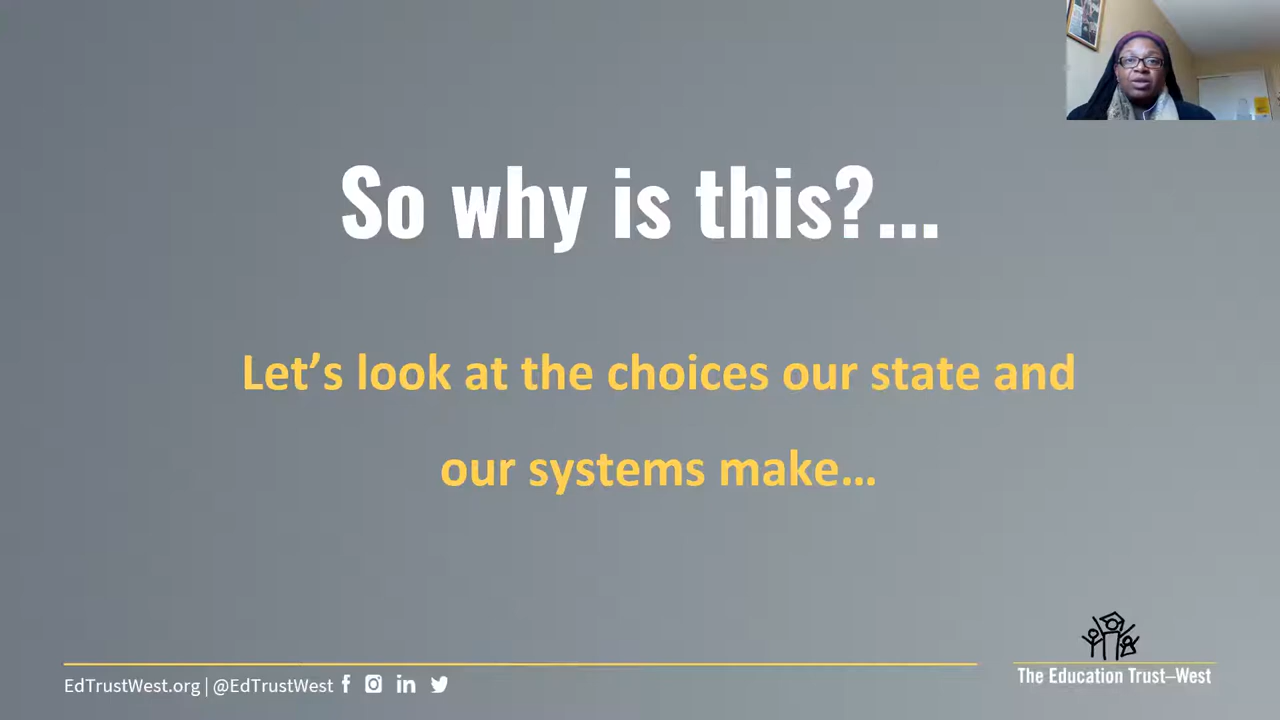 So why is this?...
Let’s look at the choices our state and
our systems make…
EdTrustWest.org | @EdTrustWest
The Education Trust–West